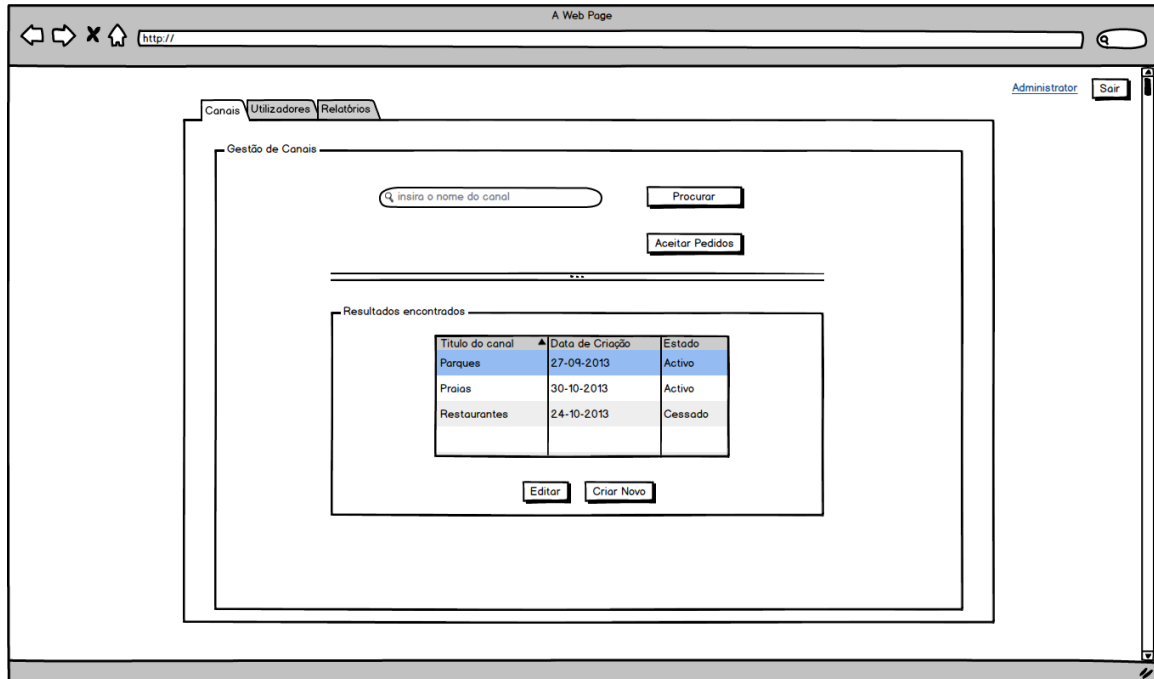 A Web Page
http://
Administrator Sair
Canais Utilizadores Relatórios
Gestão de Canais
insira o nome do canal Procurar
Aceitar Pedidos
Resultados encontrados
Titulo do canal Data de Criação Estado
Parques 27-09-2013 Activo
Praias 30-10-2013 Activo
Restaurantes 24-10-2013 Cessado
Editar Criar Novo